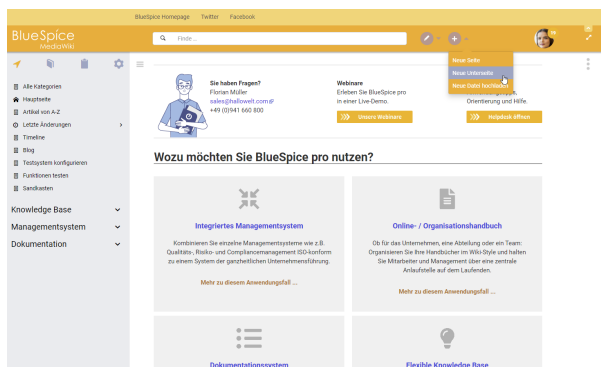 BlueSpice Homepage Twitter Facebook
BlueSpice
MediaWiki
Finde ...
Neue Seite
Neue Unterseite
Neue Datei hochladen
Alle Kategorien
Hauptseite
Artikel von A-Z
Letzte Änderungen
Timeline
Blog
Testsystem konfigurieren
Funktionen testen
Sandkasten
Knowledge Base
Managementsystem
Dokumentation
Sie haben Fragen?
Florian Müller
sales@hallowelt.com
+49 (0)941 660 800
Webinare
Erleben Sie BlueSpice pro
in einer Live-Demo.
Unsere Webinare
Orientierung und Hilfe.
Helpdesk öffnen
Wozu möchten Sie BlueSpice pro nutzen?
Integriertes Managementsystem
Kombinieren Sie einzelne Managementsysteme wie z.B.
Qualitäts-, Risiko- und Compliancemanagement ISO-konform
zu einem System der ganzheitlichen Unternehmensführung.
Mehr zu diesem Anwendungsfall ...
Online- / Organisationshandbuch
Ob für das Unternehmen, eine Abteilung oder ein Team:
Organisieren Sie Ihre Handbücher im Wiki-Style und halten
Sie Mitarbeiter und Management über eine zentrale
Anlaufstelle auf dem Laufenden.
Mehr zu diesem Anwendungsfall ...
Dokumentationssystem
Flexible Knowledge Base